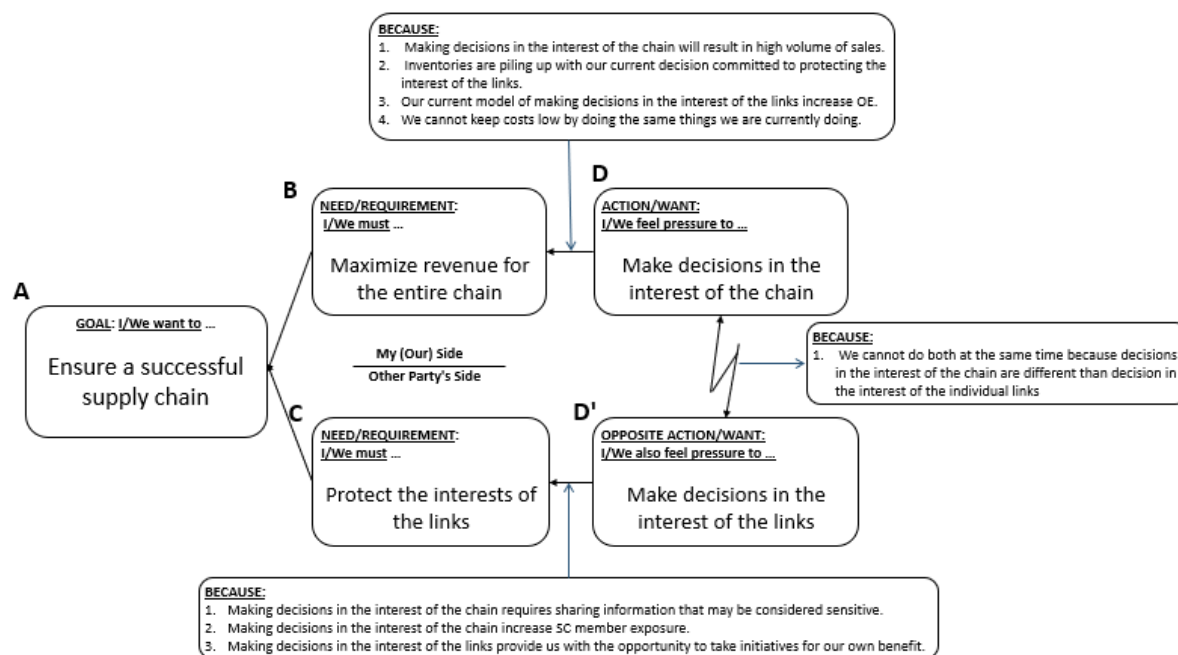 BECAUSE:
1. Making decisions in the interest of the chain will result in high volume of sales.
2. Inventories are piling up with our current decision committed to protecting the
interest of the links.
3. Our current model of making decisions in the interest of the links increase OE.
4. We cannot keep costs low by doing the same things we are currently doing.
B
NEED/REQUIREMENT:
I/We must ...
Maximize revenue for
the entire chain
D
ACTION/WANT:
I/We feel pressure to ...
Make decisions in the
interest of the chain
A
GOAL: I/We want to ...
Ensure a successful
supply chain
My (Our) Side
Other Party's Side
BECAUSE:
1. We cannot do both at the same time because decisions
in the interest of the chain are different than decision in
the interest of the individual links
C
NEED/REQUIREMENT:
I/We must ...
Protect the interests of
the links
D'
OPPOSITE ACTION/WANT:
I/We also feel pressure to ...
Make decisions in the
interest of the links
BECAUSE:
1. Making decisions in the interest of the chain requires sharing information that may be considered sensitive.
2. Making decisions in the interest of the chain increase SC member exposure.
3. Making decisions in the interest of the links provide us with the opportunity to take initiatives for our own benefit.